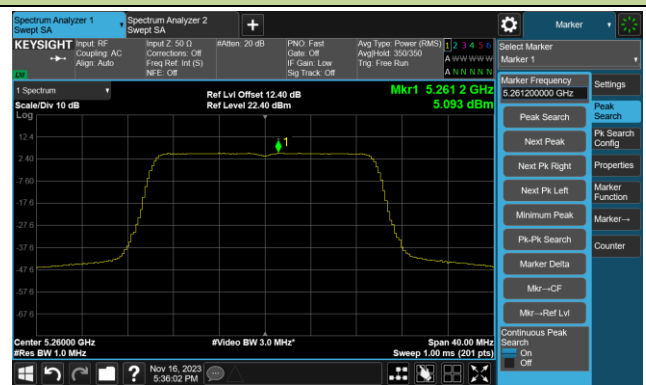 Spectrum Analyzer 1
Swept SA
Spectrum Analyzer 2
Swept SA
+
Marker
KEYSIGHT
Input: RF
Coupling: AC
Align: Auto
Input Z: 50 Ω
Corrections: Off
Freq Ref: Int (S)
NFE: Off
#Atten: 20 dB
PNO: Fast
Gate: Off
IF Gain: Low
Sig Track: Off
Avg Type: Power (RMS)
Avg|Hold: 350/350
Trig: Free Run
1 2 3 4 5 6
A W W W W W
A N N N N N
LW
Select Marker
Marker 1
1 Spectrum
Scale/Div 10 dB
Log
Ref Lvl Offset 12.40 dB
Ref Level 22.40 dBm
Mkr1 5.261 2 GHz
5.093 dBm
12.4
2.40
-7.60
-17.6
-27.6
-37.6
-47.6
-57.6
-67.6
1
Center 5.26000 GHz
#Res BW 1.0 MHz
#Video BW 3.0 MHz*
Span 40.00 MHz
Sweep 1.00 ms (201 pts)
Marker Frequency
5.261200000 GHz
Peak Search
Next Peak
Next Pk Right
Next Pk Left
Minimum Peak
Pk-Pk Search
Marker Delta
Mkr→CF
Mkr→Ref Lvl
Continuous Peak
Search
On
Off
Settings
Peak
Search
Pk Search
Config
Properties
Marker
Function
Marker→
Counter
?
Nov 16, 2023
5:36:02 PM